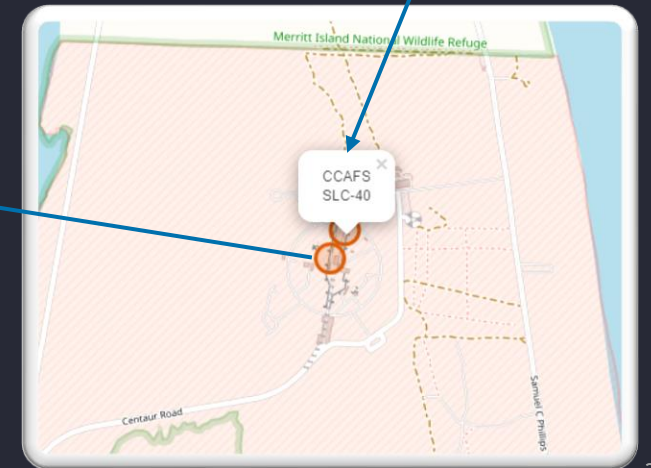 Merritt Island National Wildlife Refuge
×
CCAFS
SLC-40
Centaur Road
Samuel C Phillips